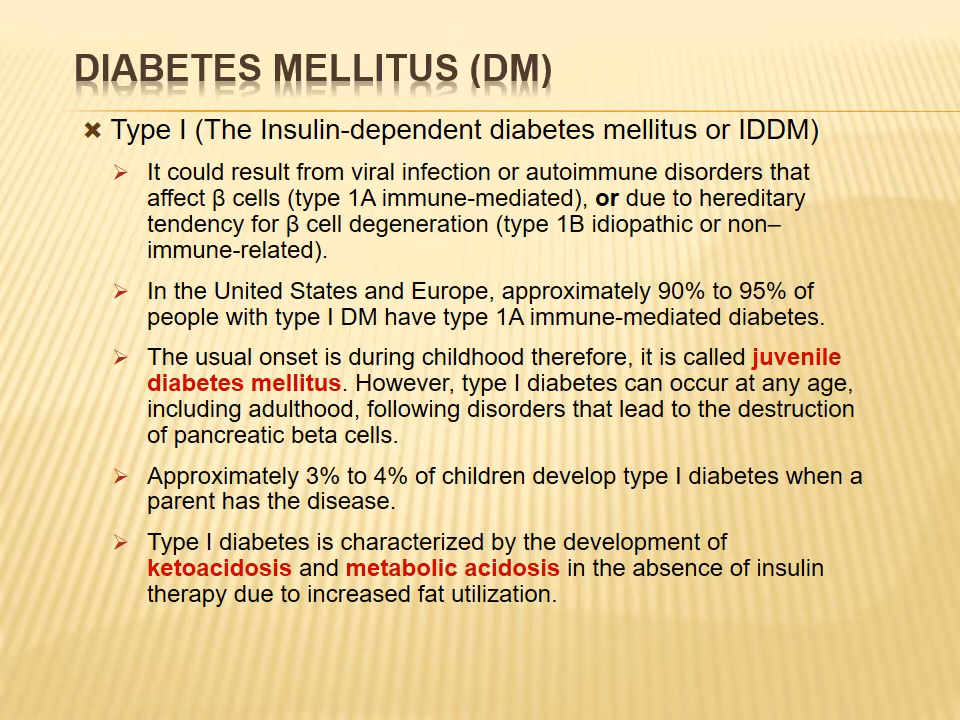 DIABETES MELLITUS (DM)
Type I (The Insulin-dependent diabetes mellitus or IDDM)
It could result from viral infection or autoimmune disorders that
affect β cells (type 1A immune-mediated), or due to hereditary
tendency for β cell degeneration (type 1B idiopathic or non–
immune-related).
In the United States and Europe, approximately 90% to 95% of
people with type I DM have type 1A immune-mediated diabetes.
The usual onset is during childhood therefore, it is called juvenile
diabetes mellitus. However, type I diabetes can occur at any age,
including adulthood, following disorders that lead to the destruction
of pancreatic beta cells.
Approximately 3% to 4% of children develop type I diabetes when a
parent has the disease.
Type I diabetes is characterized by the development of
ketoacidosis and metabolic acidosis in the absence of insulin
therapy due to increased fat utilization.